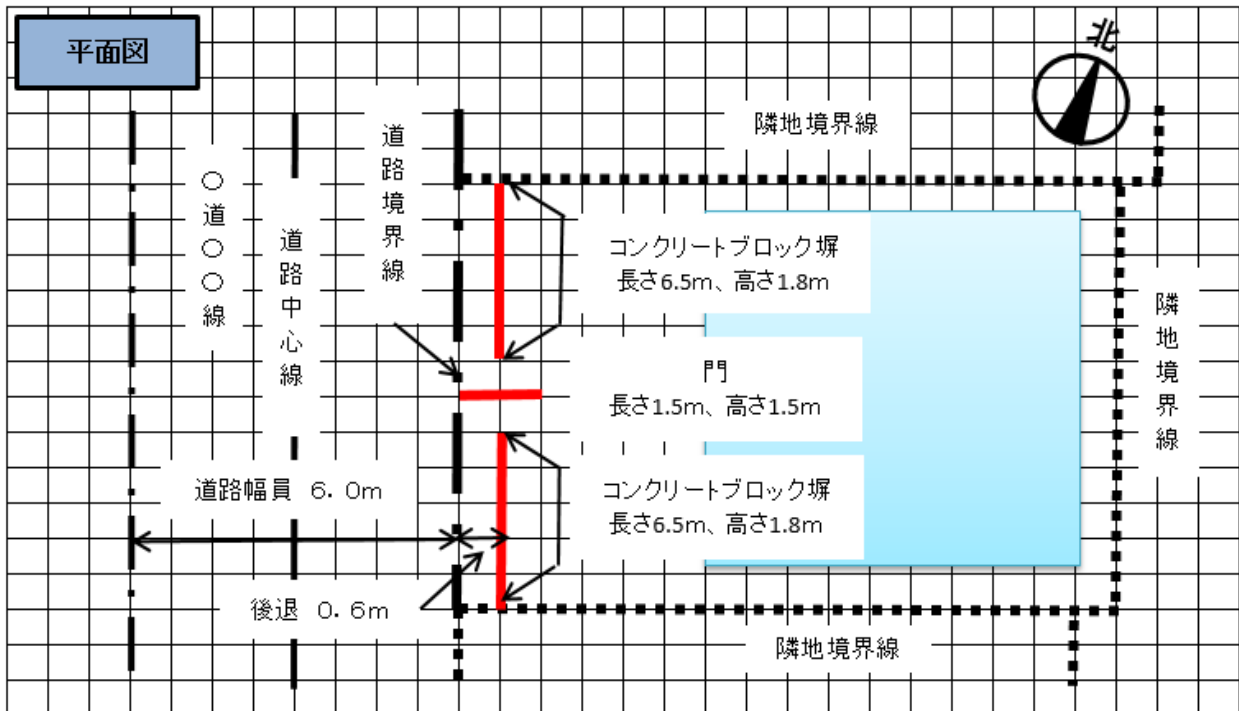 平面図
北
隣地境界線
道路境界線
〇道〇〇〇線
道路中心線
コンクリートブロック塀
長さ6.5m、高さ1.8m
隣地境界線
門
長さ1.5m、高さ1.5m
道路幅員 6.0m
コンクリートブロック塀
長さ6.5m、高さ1.8m
後退 0.6m
隣地境界線